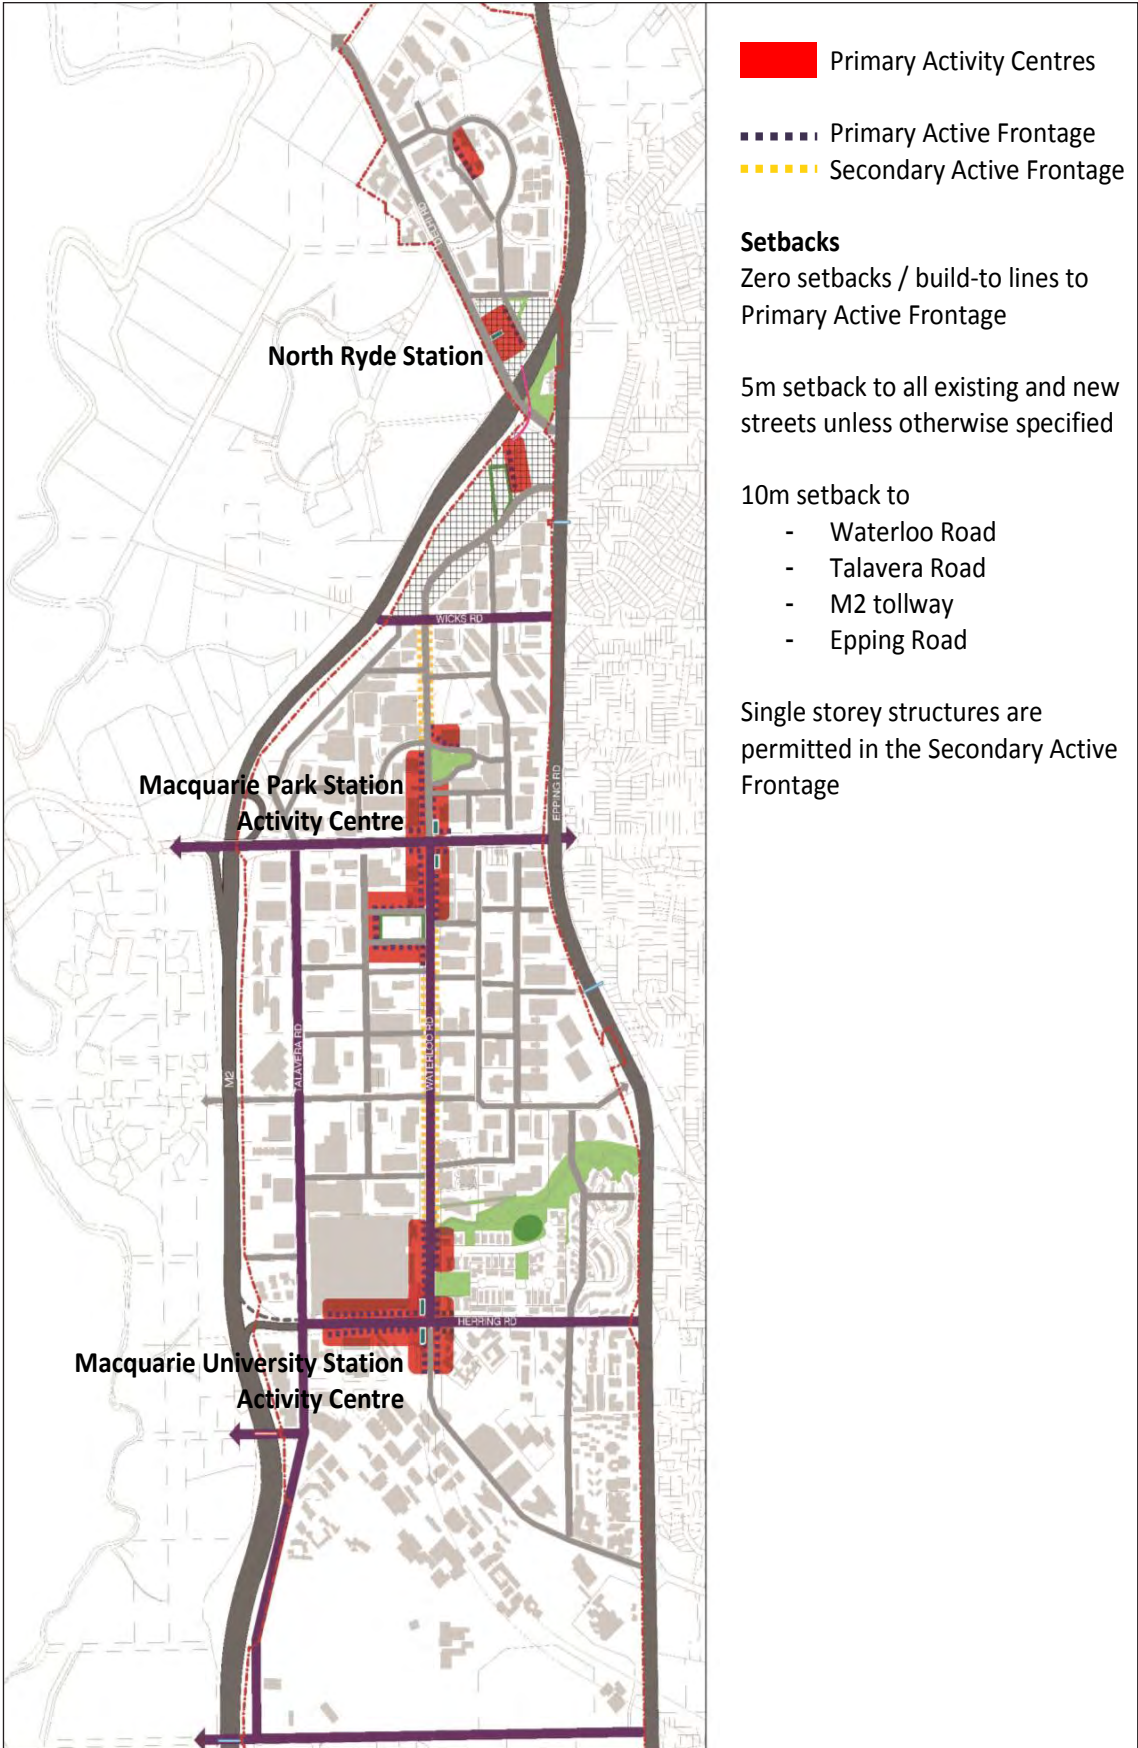 Primary Activity Centres
Primary Active Frontage
Secondary Active Frontage
Setbacks
Zero setbacks / build-to lines to
Primary Active Frontage
5m setback to all existing and new
streets unless otherwise specified
10m setback to
- Waterloo Road
- Talavera Road
- M2 tollway
- Epping Road
Single storey structures are
permitted in the Secondary Active
Frontage
DELHI RD
North Ryde Station
WICKS RD
EPPING RD
Macquarie Park Station
Activity Centre
TALAVERA RD
WATERLOO RD
M2
HERRING RD
Macquarie University Station
Activity Centre